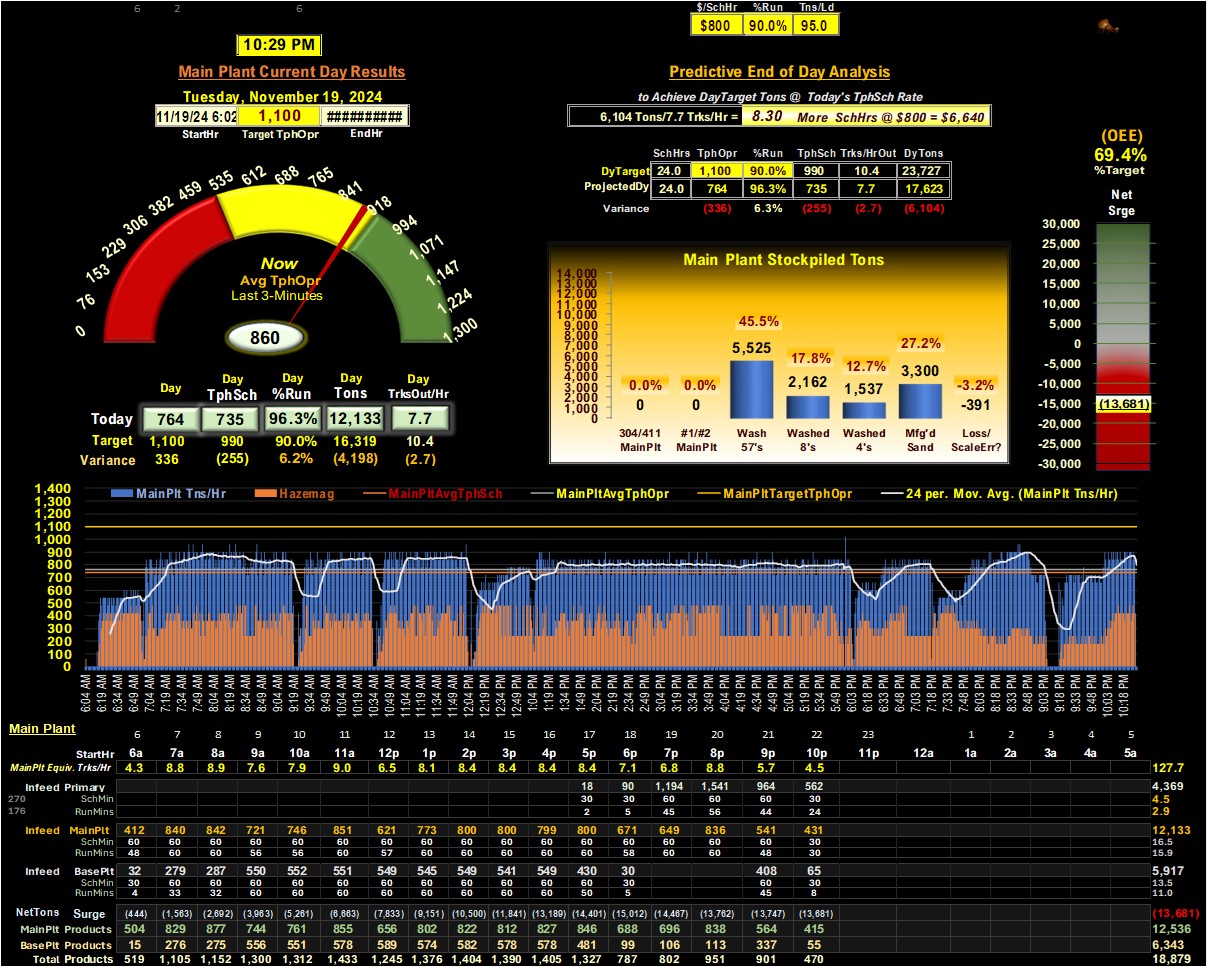 6 2 6
$/SchHr %Run Tns/Ld
$800 90.0% 95.0
10:29 PM
Main Plant Current Day Results
Tuesday, November 19, 2024
11/19/24 6:02 1,100 ##########
StartHr Target TphOpr EndHr
Predictive End of Day Analysis
to Achieve DayTarget Tons @ Today's TphSch Rate
6,104 Tons/7.7 Trks/Hr = 8.30 More SchHrs @ $800 = $6,640
SchHrs TphOpr %Run TphSch Trks/HrOut DyTons
DyTarget 24.0 1,100 90.0% 990 10.4 23,727
ProjectedDy 24.0 764 96.3% 735 7.7 17,623
Variance (336) 6.3% (255) (2.7) (6,104)
(OEE)
69.4%
%Target
Net
Srge
30,000
25,000
20,000
15,000
10,000
5,000
0
-5,000
-10,000
-15,000
-20,000
-25,000
-30,000
(13,681)
0 76 153 229 306 382 459 535 612 688 765 841 918 994 1,071 1,147 1,224 1,300
Now
Avg TphOpr
Last 3-Minutes
860
Day Day TphSch Day %Run Day Tons Day TrksOut/Hr
Today 764 735 96.3% 12,133 7.7
Target 1,100 990 90.0% 16,319 10.4
Variance 336 (255) 6.2% (4,198) (2.7)
Main Plant Stockpiled Tons
14,000
13,000
12,000
11,000
10,000
9,000
8,000
7,000
6,000
5,000
4,000
3,000
2,000
1,000
0
0.0% 0.0% 45.5% 17.8% 12.7% 27.2% -3.2%
0 0 5,525 2,162 1,537 3,300 -391
304/411 #1/#2 Wash Washed Washed Mfg'd Loss/
MainPlt MainPlt 57's 8's 4's Sand ScaleErr?
MainPlt Tns/Hr Hazemag MainPltAvgTphSch MainPltAvgTphOpr MainPltTargetTphOpr 24 per. Mov. Avg. (MainPlt Tns/Hr)
1,400
1,300
1,200
1,100
1,000
900
800
700
600
500
400
300
200
100
0
6:04 AM 6:19 AM 6:34 AM 6:49 AM 7:04 AM 7:19 AM 7:34 AM 7:49 AM 8:04 AM 8:19 AM 8:34 AM 8:49 AM 9:04 AM 9:19 AM 9:34 AM 9:49 AM 10:04 AM 10:19 AM 10:34 AM 10:49 AM 11:04 AM 11:19 AM 11:34 AM 11:49 AM 12:04 PM 12:19 PM 12:34 PM 12:49 PM 1:04 PM 1:19 PM 1:34 PM 1:49 PM 2:04 PM 2:19 PM 2:34 PM 2:49 PM 3:04 PM 3:19 PM 3:34 PM 3:49 PM 4:04 PM 4:19 PM 4:34 PM 4:49 PM 5:04 PM 5:19 PM 5:34 PM 5:48 PM 6:03 PM 6:18 PM 6:33 PM 6:48 PM 7:03 PM 7:18 PM 7:33 PM 7:48 PM 8:03 PM 8:18 PM 8:33 PM 8:48 PM 9:03 PM 9:18 PM 9:33 PM 9:48 PM 10:03 PM 10:18 PM
Main Plant 6 7 8 9 10 11 12 13 14 15 16 17 18 19 20 21 22 23 1 2 3 4 5
StartHr 6a 7a 8a 9a 10a 11a 12p 1p 2p 3p 4p 5p 6p 7p 8p 9p 10p 11p 12a 1a 2a 3a 4a 5a
MainPlt Equiv. Trks/Hr 4.3 8.8 8.9 7.6 7.9 9.0 6.5 8.1 8.4 8.4 8.4 8.4 7.1 6.8 8.8 5.7 4.5 127.7
Infeed Primary 18 90 1,194 1,541 964 562 4,369
270 SchMin 30 30 60 60 60 30 4.5
176 RunMins 2 5 45 56 44 24 2.9
Infeed MainPlt 412 840 842 721 746 851 621 773 800 800 799 800 671 649 836 541 431 12,133
SchMin 60 60 60 60 60 60 60 60 60 60 60 60 60 60 60 60 30 16.5
RunMins 48 60 60 56 56 60 57 60 60 60 60 60 58 60 60 48 30 15.9
Infeed BasePlt 32 279 287 550 552 551 549 545 549 541 549 430 30 408 65 5,917
SchMin 30 60 60 60 60 60 60 60 60 60 60 60 30 60 30 13.5
RunMins 4 33 32 60 60 60 60 60 60 60 60 50 5 45 8 11.0
NetTons Surge (444) (1,563) (2,692) (3,963) (5,261) (6,663) (7,833) (9,151) (10,500) (11,841) (13,189) (14,401) (15,012) (14,467) (13,762) (13,747) (13,681) (13,681)
MainPlt Products 504 829 877 744 761 855 656 802 822 812 827 846 688 696 838 564 415 12,536
BasePlt Products 15 276 275 556 551 578 589 574 582 578 578 481 99 106 113 337 55 6,343
Total Products 519 1,105 1,152 1,300 1,312 1,433 1,245 1,376 1,404 1,390 1,405 1,327 787 802 951 901 470 18,879